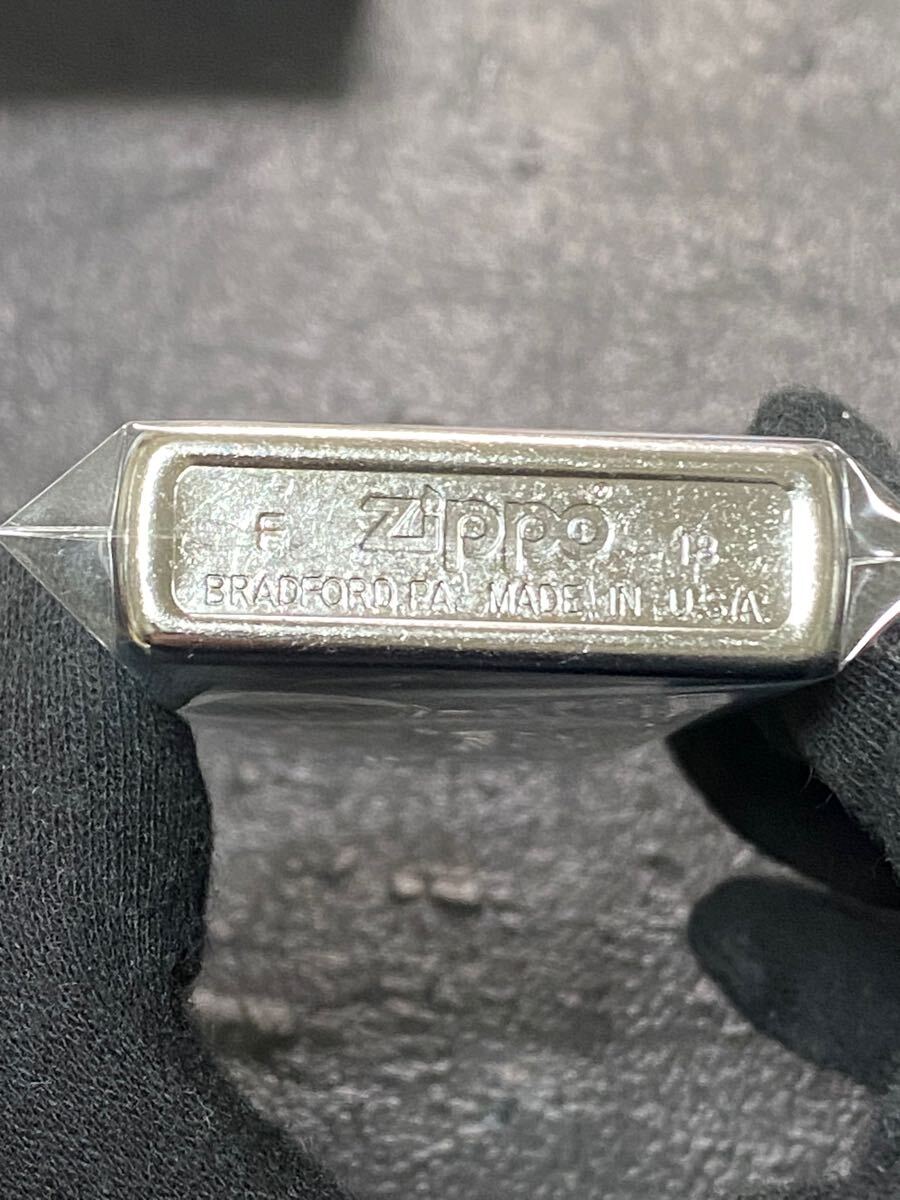 F Zippo 13
BRADFORD, PA. MADE IN U.S.A.